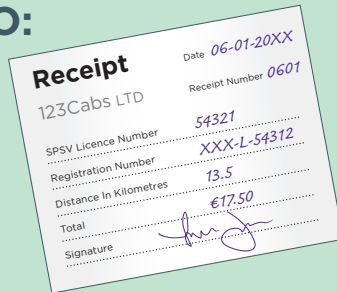 O:
Receipt
Date 06-01-20XX
123Cabs LTD
Receipt Number 0601
SPSV Licence Number 54321
Registration Number XXX-L-54312
Distance In Kilometres 13.5
Total €17.50
Signature